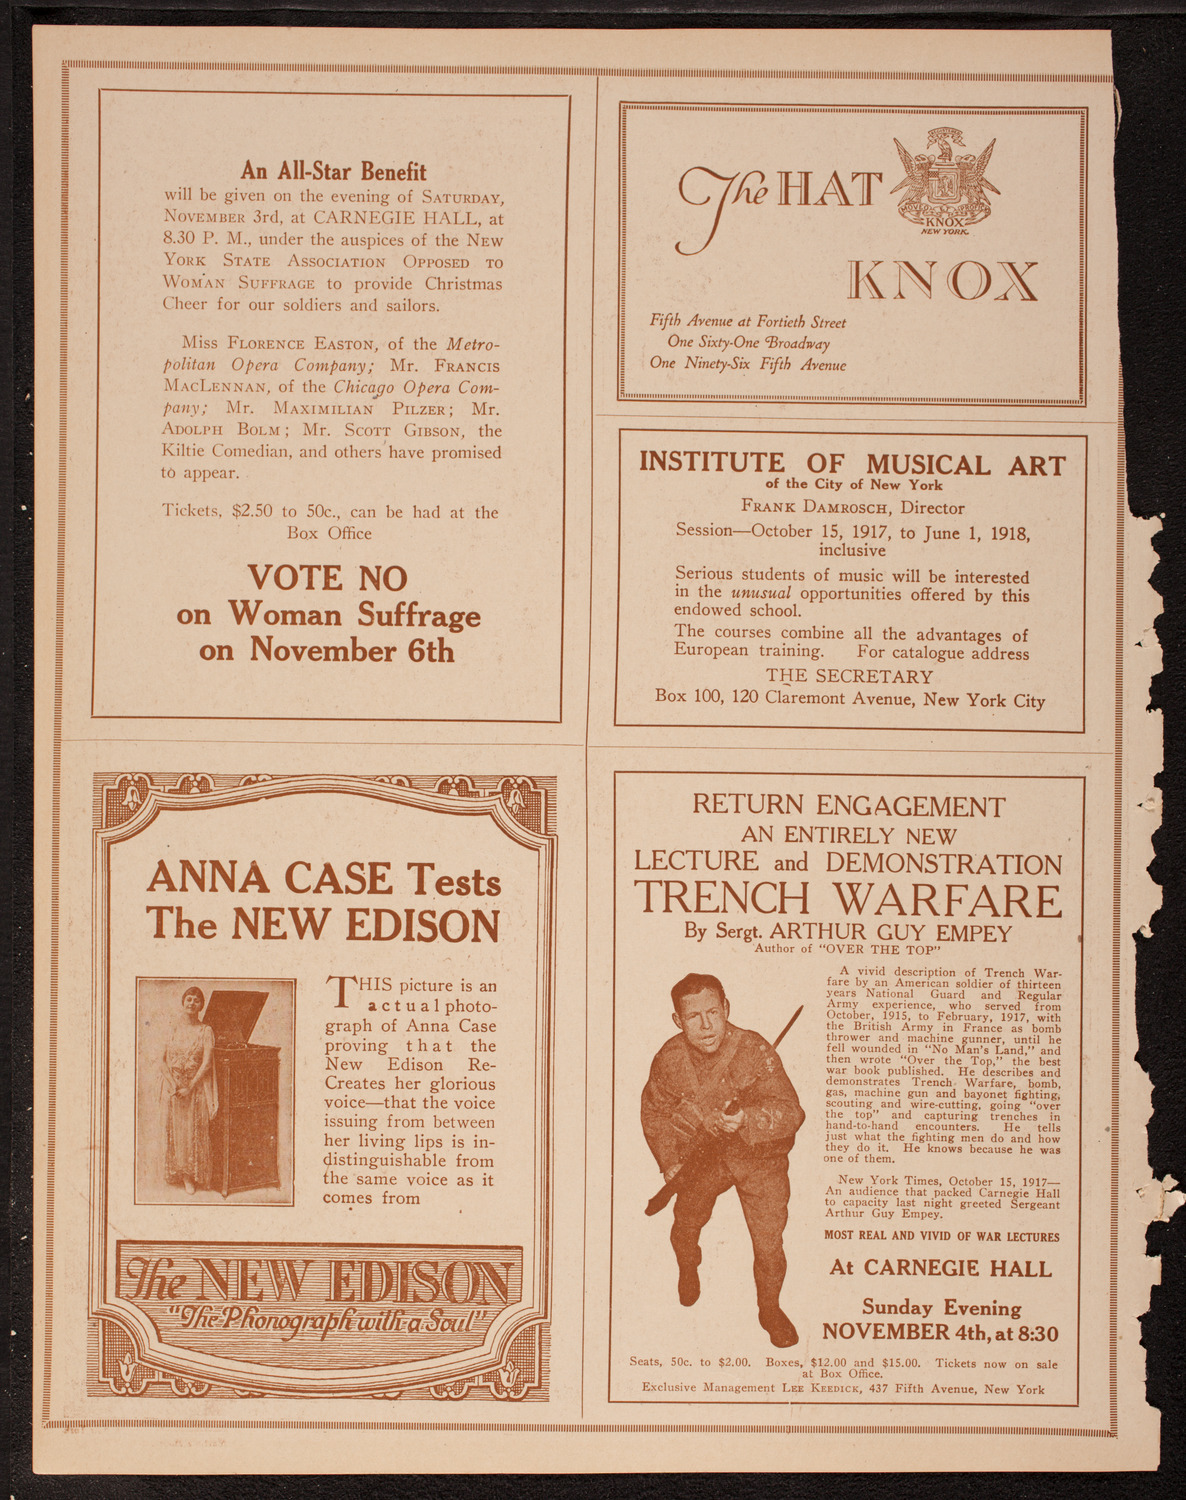 An All-Star Benefit
will be given on the evening of SATURDAY,
NOVEMBER 3rd, at CARNEGIE HALL, at
8.30 P. M., under the auspices of the NEW
YORK STATE ASSOCIATION OPPOSED TO
WOMAN SUFFRAGE to provide Christmas
Cheer for our soldiers and sailors.
Miss FLORENCE EASTON, of the Metro-
politan Opera Company; Mr. FRANCIS
MACLENNAN, of the Chicago Opera Com-
pany; Mr. MAXIMILIAN PILZER; Mr.
ADOLPH BOLM; Mr. SCOTT GIBSON, the
Kiltie Comedian, and others have promised
to appear.
Tickets, $2.50 to 50c., can be had at the
Box Office
VOTE NO
on Woman Suffrage
on November 6th
The HAT
KNOX
NEW YORK.
KNOX
Fifth Avenue at Fortieth Street
One Sixty-One Broadway
One Ninety-Six Fifth Avenue
INSTITUTE OF MUSICAL ART
of the City of New York
FRANK DAMROSCH, Director
Session—October 15, 1917, to June 1, 1918,
inclusive
Serious students of music will be interested
in the unusual opportunities offered by this
endowed school.
The courses combine all the advantages of
European training. For catalogue address
THE SECRETARY
Box 100, 120 Claremont Avenue, New York City
ANNA CASE Tests
The NEW EDISON
THIS picture is an
actual photo-
graph of Anna Case
proving that the
New Edison Re-
Creates her glorious
voice—that the voice
issuing from between
her living lips is in-
distinguishable from
the same voice as it
comes from
The NEW EDISON
"The Phonograph with a Soul"
RETURN ENGAGEMENT
AN ENTIRELY NEW
LECTURE and DEMONSTRATION
TRENCH WARFARE
By Sergt. ARTHUR GUY EMPEY
Author of "OVER THE TOP"
A vivid description of Trench War-
fare by an American soldier of thirteen
years National Guard and Regular
Army experience, who served from
October, 1915, to February, 1917, with
the British Army in France as bomb
thrower and machine gunner, until he
fell wounded in "No Man's Land," and
then wrote "Over the Top," the best
war book published. He describes and
demonstrates Trench Warfare, bomb,
gas, machine gun and bayonet fighting,
scouting and wire-cutting, going "over
the top" and capturing trenches in
hand-to-hand encounters. He tells
just what the fighting men do and how
they do it. He knows because he was
one of them.
New York Times, October 15, 1917—
An audience that packed Carnegie Hall
to capacity last night greeted Sergeant
Arthur Guy Empey.
MOST REAL AND VIVID OF WAR LECTURES
At CARNEGIE HALL
Sunday Evening
NOVEMBER 4th, at 8:30
Seats, 50c. to $2.00. Boxes, $12.00 and $15.00. Tickets now on sale
at Box Office.
Exclusive Management LEE KEEDICK, 437 Fifth Avenue, New York